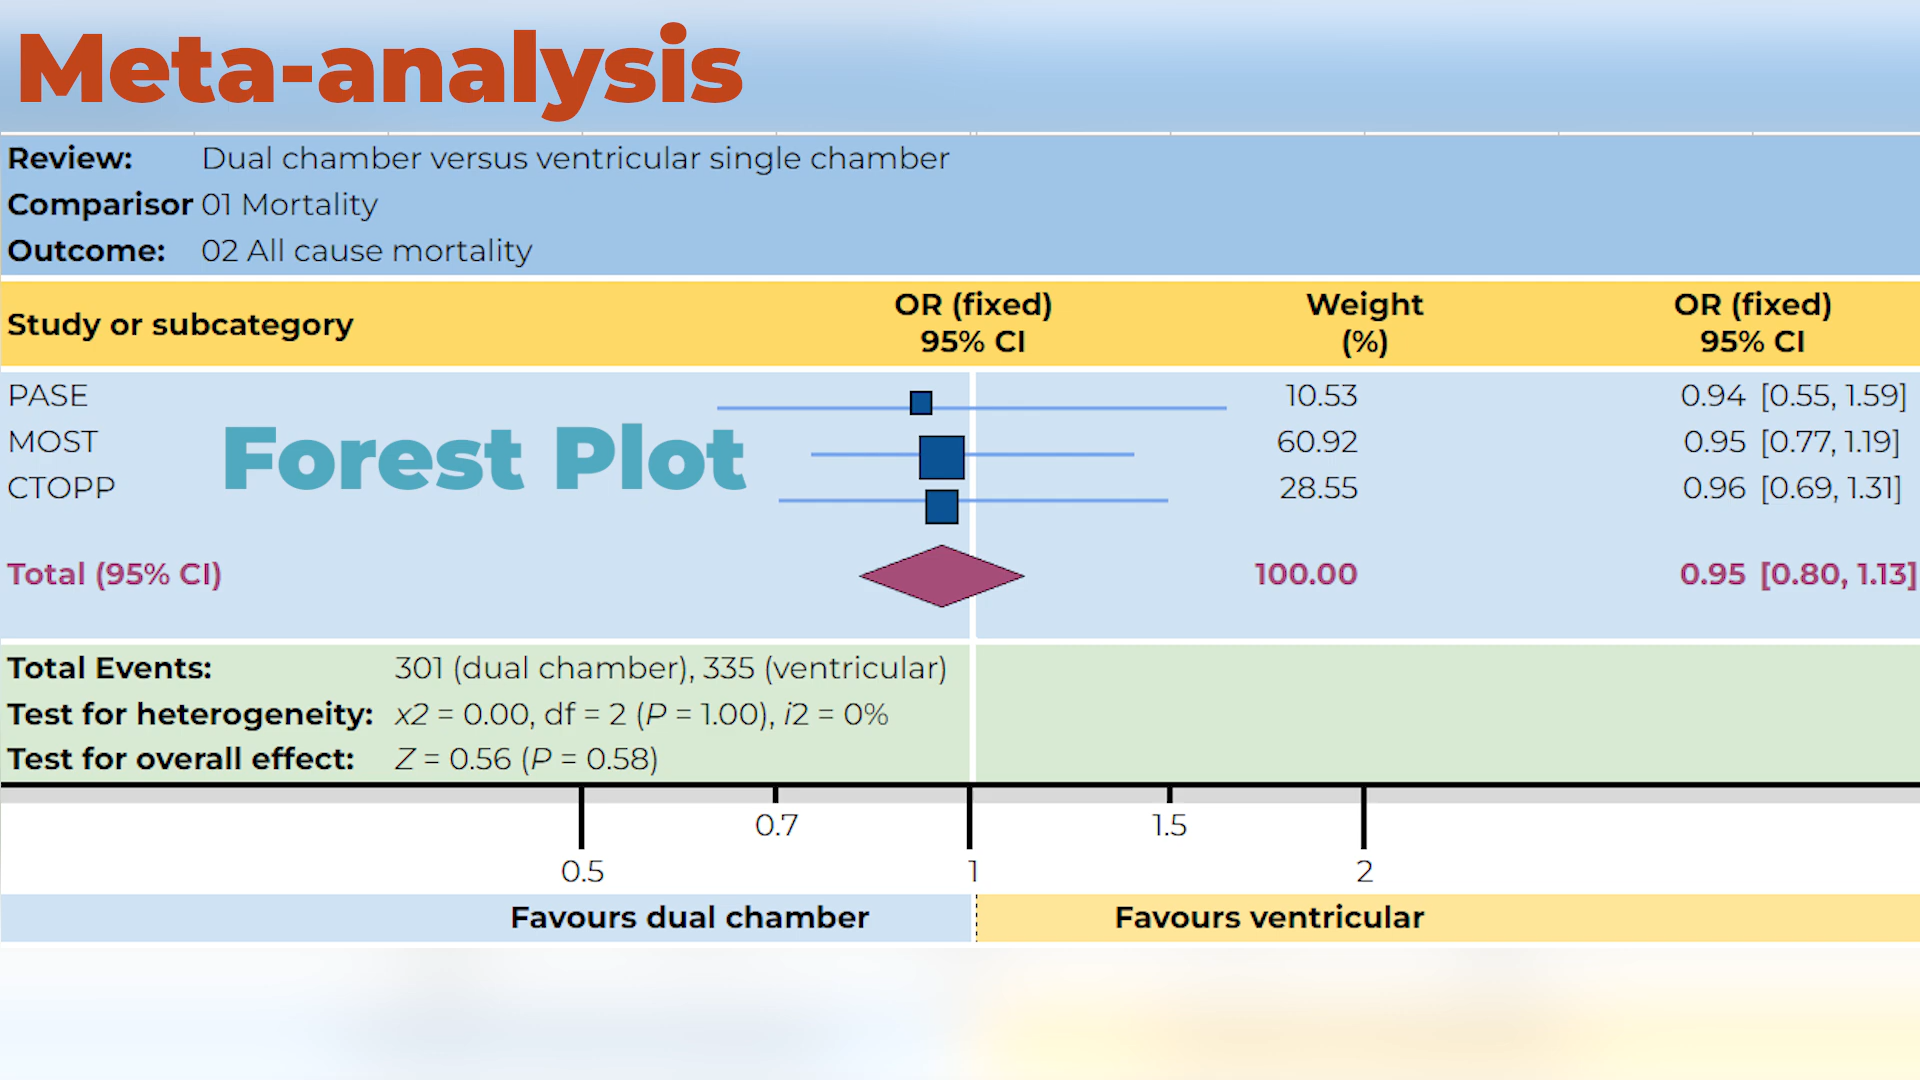 Meta-analysis
Review: Dual chamber versus ventricular single chamber
Comparisor 01 Mortality
Outcome: 02 All cause mortality
Study or subcategory OR (fixed) 95% CI Weight (%) OR (fixed) 95% CI
PASE 10.53 0.94 [0.55, 1.59]
MOST 60.92 0.95 [0.77, 1.19]
Forest Plot
CTOPP 28.55 0.96 [0.69, 1.31]
Total (95% CI) 100.00 0.95 [0.80, 1.13]
Total Events: 301 (dual chamber), 335 (ventricular)
Test for heterogeneity: x2 = 0.00, df = 2 (P = 1.00), i2 = 0%
Test for overall effect: Z = 0.56 (P = 0.58)
0.7 1.5
0.5 1 2
Favours dual chamber Favours ventricular